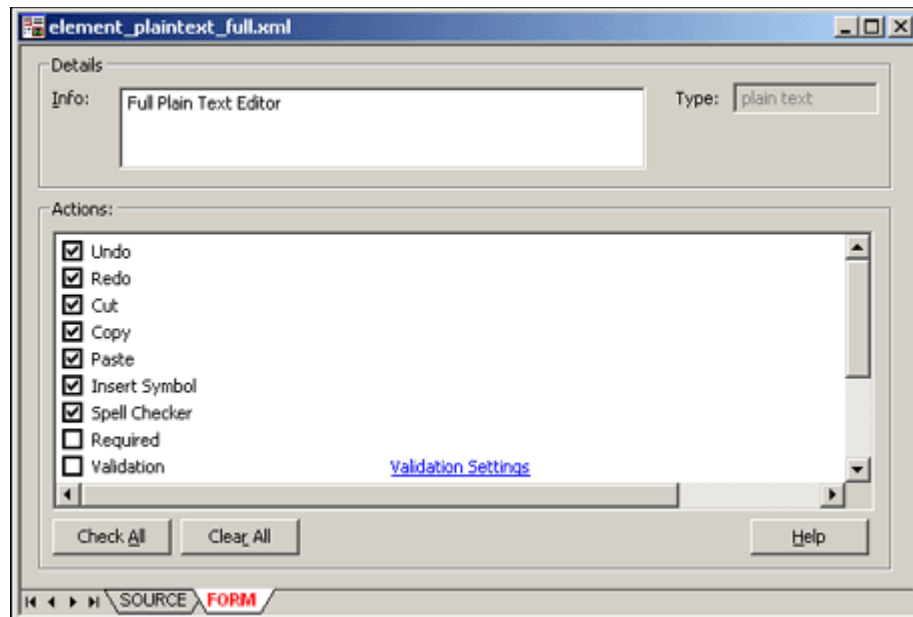 element_plaintext_full.xml
Details
Info: Full Plain Text Editor Type: plain text
Actions:
Undo
Redo
Cut
Copy
Paste
Insert Symbol
Spell Checker
Required
Validation Validation Settings
Check All Clear All Help
SOURCE FORM